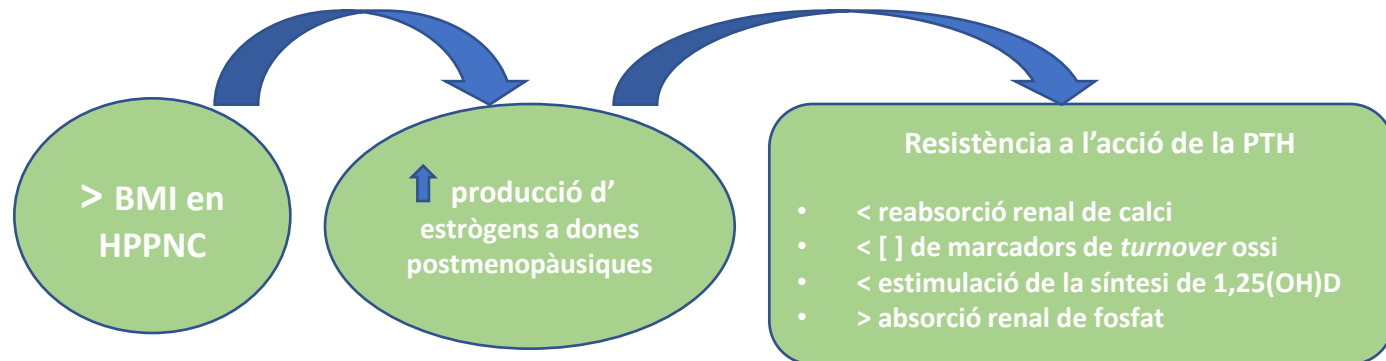 > BMI en
HPPNC
producció d'
estrògens a dones
postmenopàusiques
Resistència a l'acció de la PTH
• < reabsorció renal de calci
• < [ ] de marcadors de turnover ossi
• < estimulació de la síntesi de 1,25(OH)D
• > absorció renal de fosfat